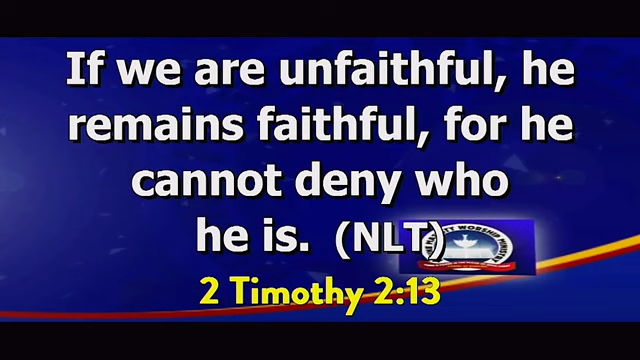 If we are unfaithful, he
remains faithful, for he
cannot deny who
he is. (NLT)
2 Timothy 2:13